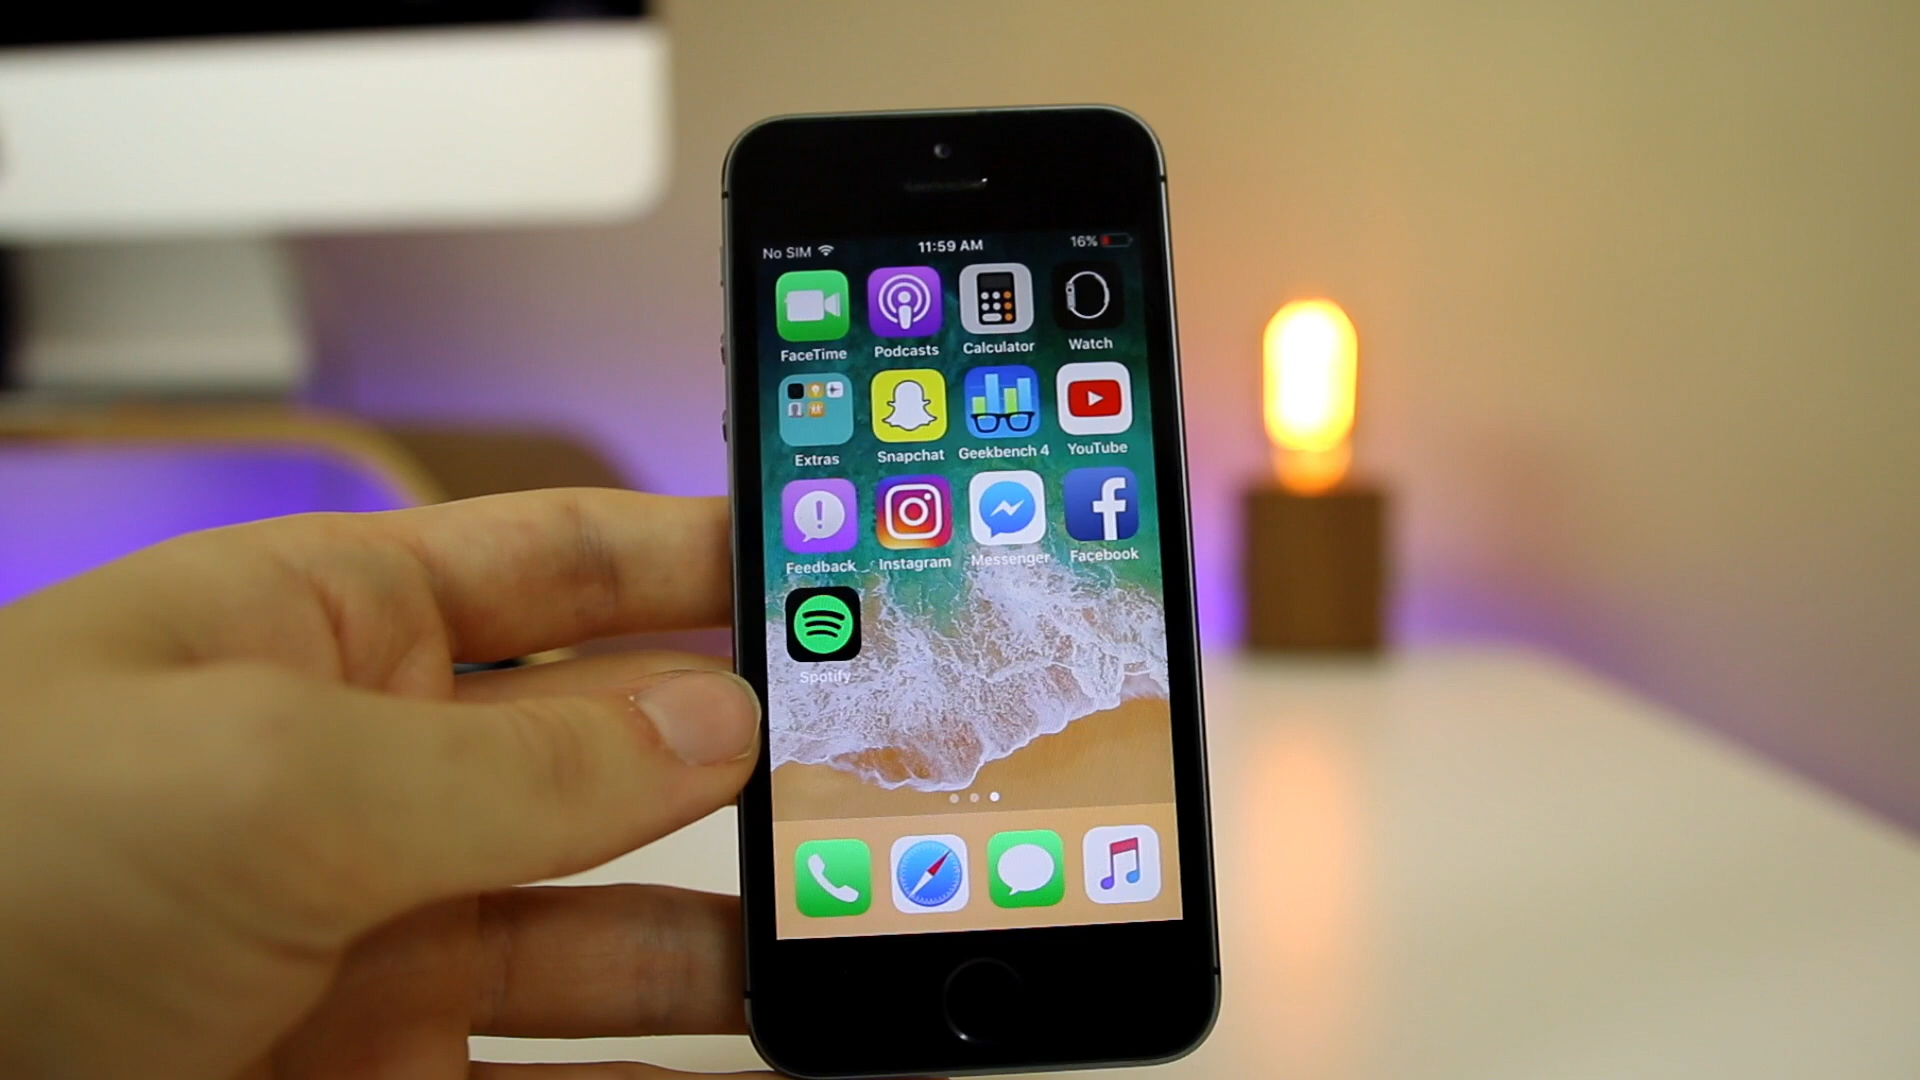 No SIM 11:59 AM 16%
FaceTime Podcasts Calculator Watch
Extras Snapchat Geekbench 4 YouTube
Feedback Instagram Messenger Facebook
Spotify